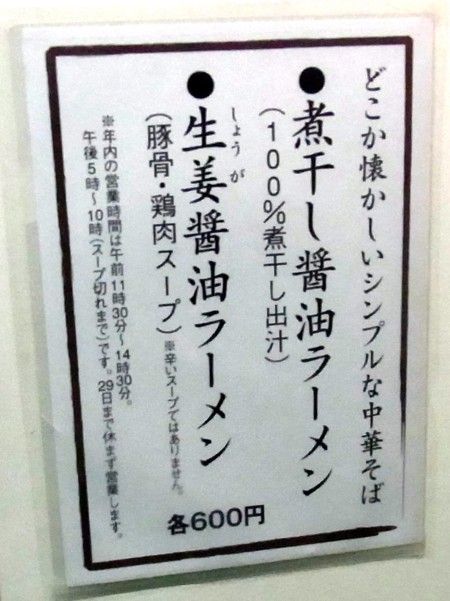 どこか懐かしいシンプルな中華そば
●煮干し醤油ラーメン
(100%煮干し出汁)
●生姜醤油ラーメン
しょうが
(豚骨・鶏肉スープ)※辛いスープではありません。
※年内の営業時間は午前11時30分〜14時30分。
午後5時〜10時(スープ切れまで)です。29日まで休まず営業します。
各600円